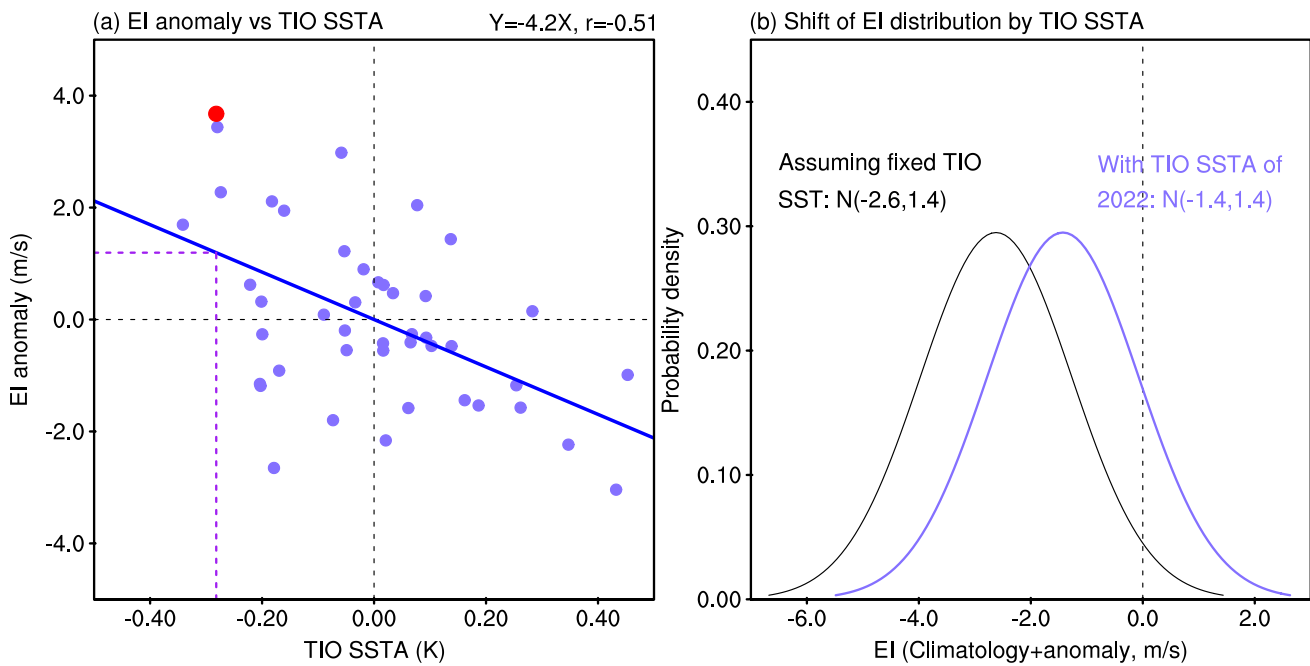 (a) EI anomaly vs TIO SSTA
Y=-4.2X, r=-0.51
EI anomaly (m/s)
4.0
2.0
0.0
-2.0
-4.0
-0.40
-0.20
0.00
0.20
0.40
TIO SSTA (K)
(b) Shift of EI distribution by TIO SSTA
Probability density
0.40
0.30
0.20
0.10
0.00
Assuming fixed TIO
SST: N(-2.6,1.4)
With TIO SSTA of
2022: N(-1.4,1.4)
-6.0
-4.0
-2.0
0.0
2.0
EI (Climatology+anomaly, m/s)